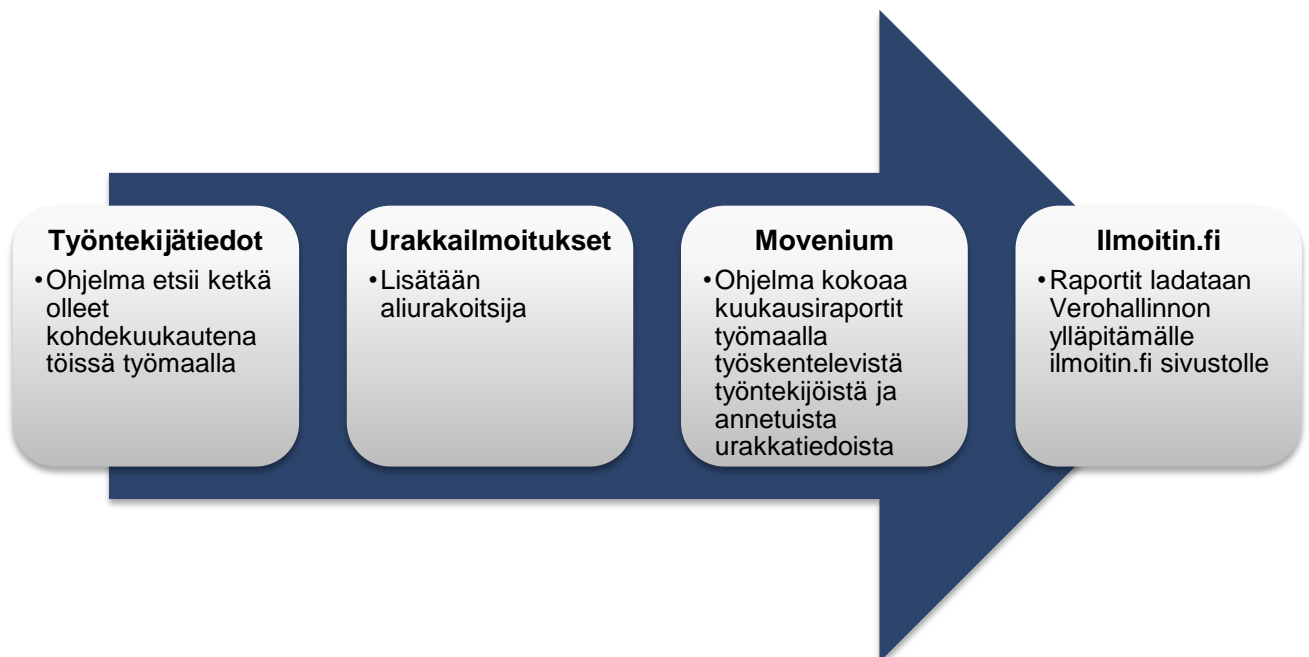 Työntekijätiedot
•Ohjelma etsii ketkä
olleet
kohdekuukautena
töissä työmaalla
Urakkailmoitukset
•Lisätään
aliurakoitsija
Movenium
•Ohjelma kokoaa
kuukausiraportit
työmaalla
työskentelevistä
työntekijöistä ja
annetuista
urakkatiedoista
Ilmoitin.fi
•Raportit ladataan
Verohallinnon
ylläpitämälle
ilmoitin.fi sivustolle